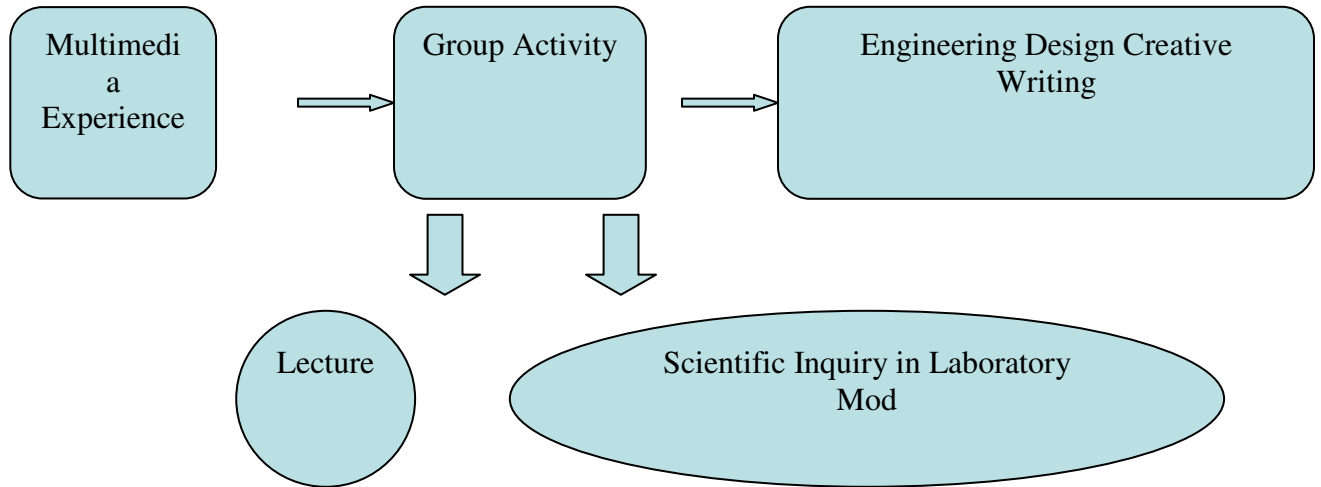 Multimedi
a
Experience
Group Activity
Engineering Design Creative
Writing
Lecture
Scientific Inquiry in Laboratory
Mod